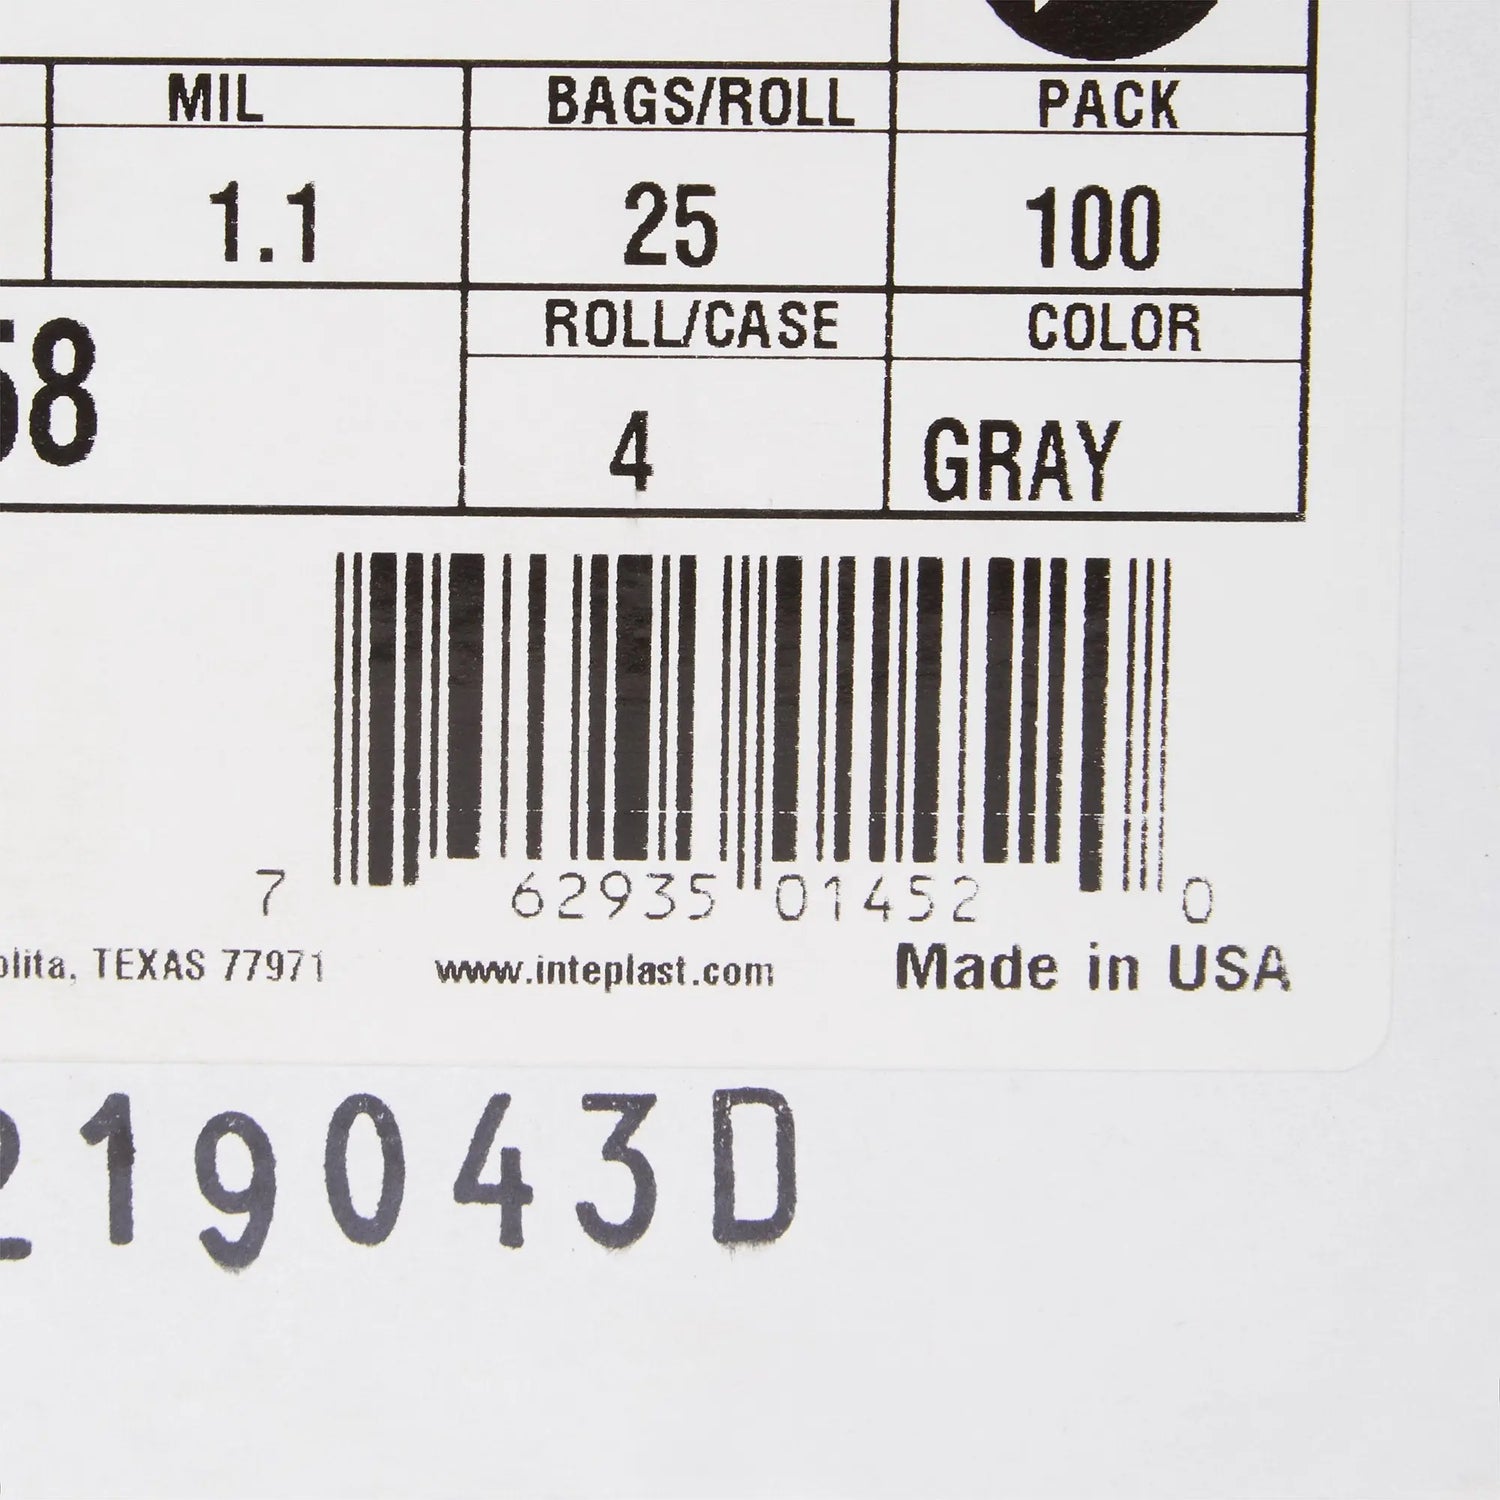 MIL BAGS/ROLL PACK
1.1 25 100
ROLL/CASE COLOR
58
4 GRAY
7 62935 01452 0
olita, TEXAS 77971 www.inteplast.com Made in USA
219043D